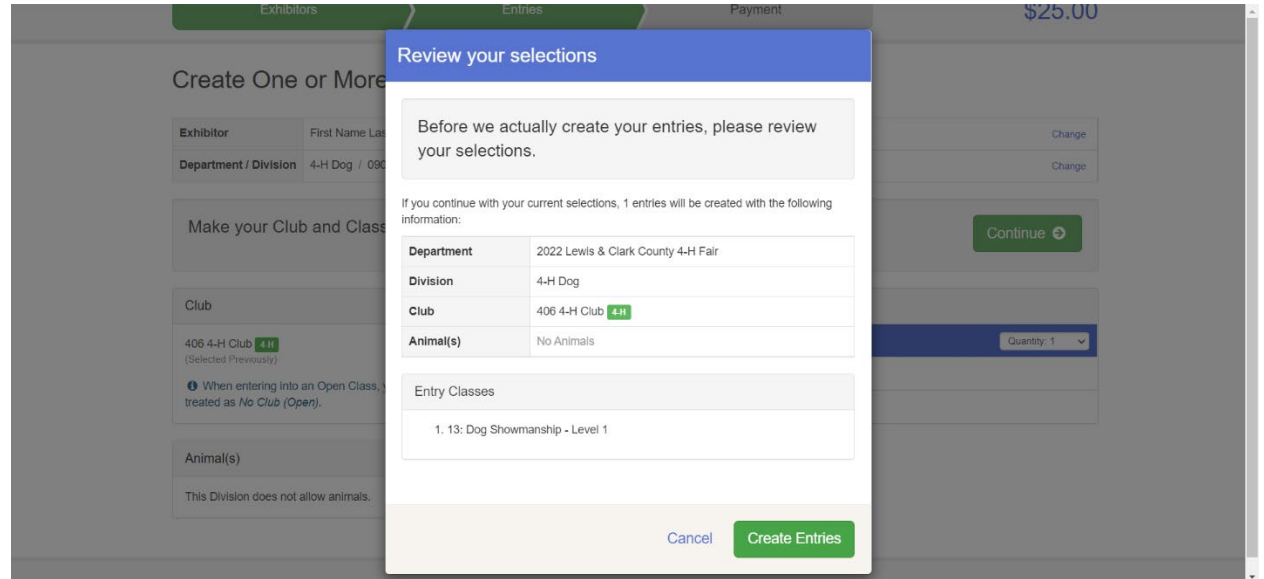 Exhibitors
Entries
Payment
$25.00
Create One or More
Exhibitor First Name Las
Change
Department / Division 4-H Dog / 090
Change
Make your Club and Class
Continue
Club
406 4-H Club 4-H
(Selected Previously)
When entering into an Open Class, y
treated as No Club (Open).
Quantity: 1
Animal(s)
This Division does not allow animals.
Review your selections
Before we actually create your entries, please review
your selections.
If you continue with your current selections, 1 entries will be created with the following
information:
Department 2022 Lewis & Clark County 4-H Fair
Division 4-H Dog
Club 406 4-H Club 4-H
Animal(s) No Animals
Entry Classes
1. 13: Dog Showmanship - Level 1
Cancel
Create Entries